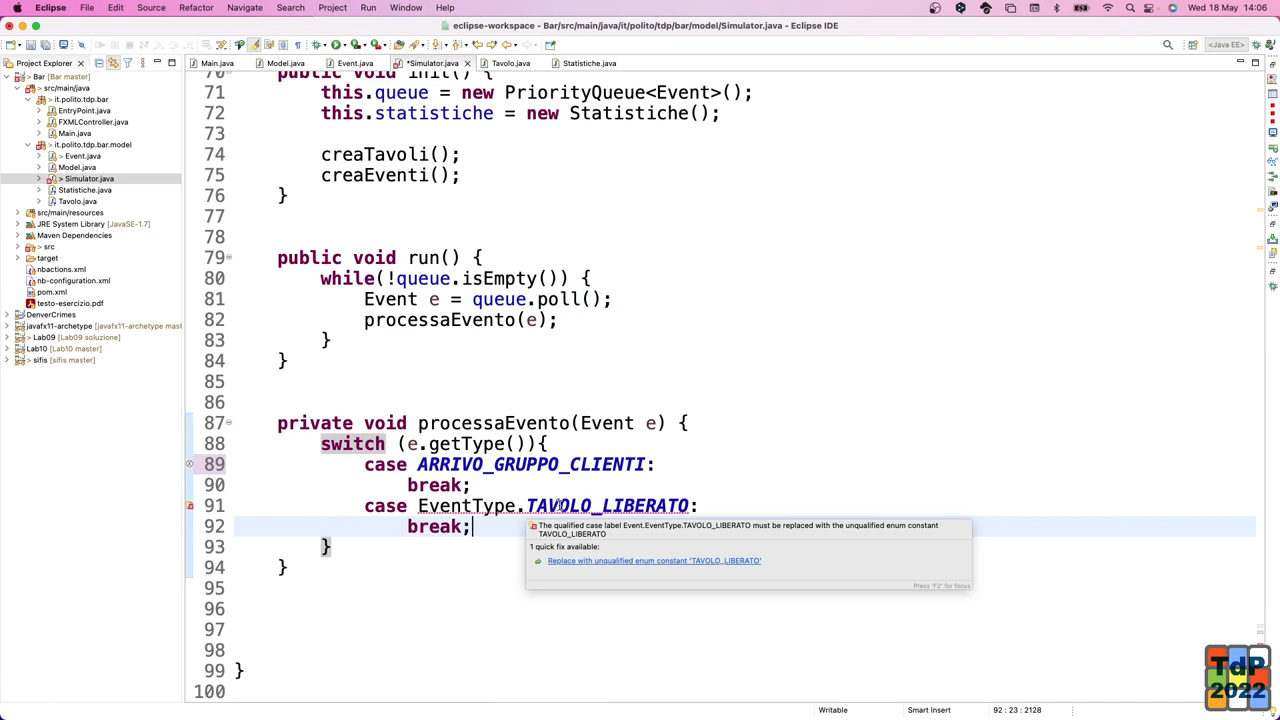 Eclipse File Edit Source Refactor Navigate Search Project Run Window Help Wed 18 May 14:06
eclipse-workspace - Bar/src/main/java/it/polito/tdp/bar/model/Simulator.java - Eclipse IDE
<Java EE>
Project Explorer
Main.java Model.java Event.java *Simulator.java Tavolo.java Statistiche.java
> Bar [Bar master]
> src/main/java
it.polito.tdp.bar
EntryPoint.java
FXMLController.java
Main.java
> it.polito.tdp.bar.model
> Event.java
Model.java
> Simulator.java
Statistiche.java
Tavolo.java
src/main/resources
JRE System Library [JavaSE-1.7]
Maven Dependencies
> src
target
nbactions.xml
nb-configuration.xml
pom.xml
testo-esercizio.pdf
DenverCrimes
javafx11-archetype [javafx11-archetype mast
> Lab09 [Lab09 soluzione]
Lab10 [Lab10 master]
> sifis [sifis master]
70 public void init() {
71 this.queue = new PriorityQueue<Event>();
72 this.statistiche = new Statistiche();
73
74 creaTavoli();
75 creaEventi();
76 }
77
78
79 public void run() {
80 while(!queue.isEmpty()) {
81 Event e = queue.poll();
82 processaEvento(e);
83 }
84 }
85
86
87 private void processaEvento(Event e) {
88 switch (e.getType()){
89 case ARRIVO_GRUPPO_CLIENTI:
90 break;
91 case EventType.TAVOLO_LIBERATO:
92 break;
93 }
94 }
95
96
97
98
99 }
100
The qualified case label Event.EventType.TAVOLO_LIBERATO must be replaced with the unqualified enum constant
TAVOLO_LIBERATO
1 quick fix available:
Replace with unqualified enum constant 'TAVOLO_LIBERATO'
Press 'F2' for focus
Writable Smart Insert 92 : 23 : 2128
TdP
2022